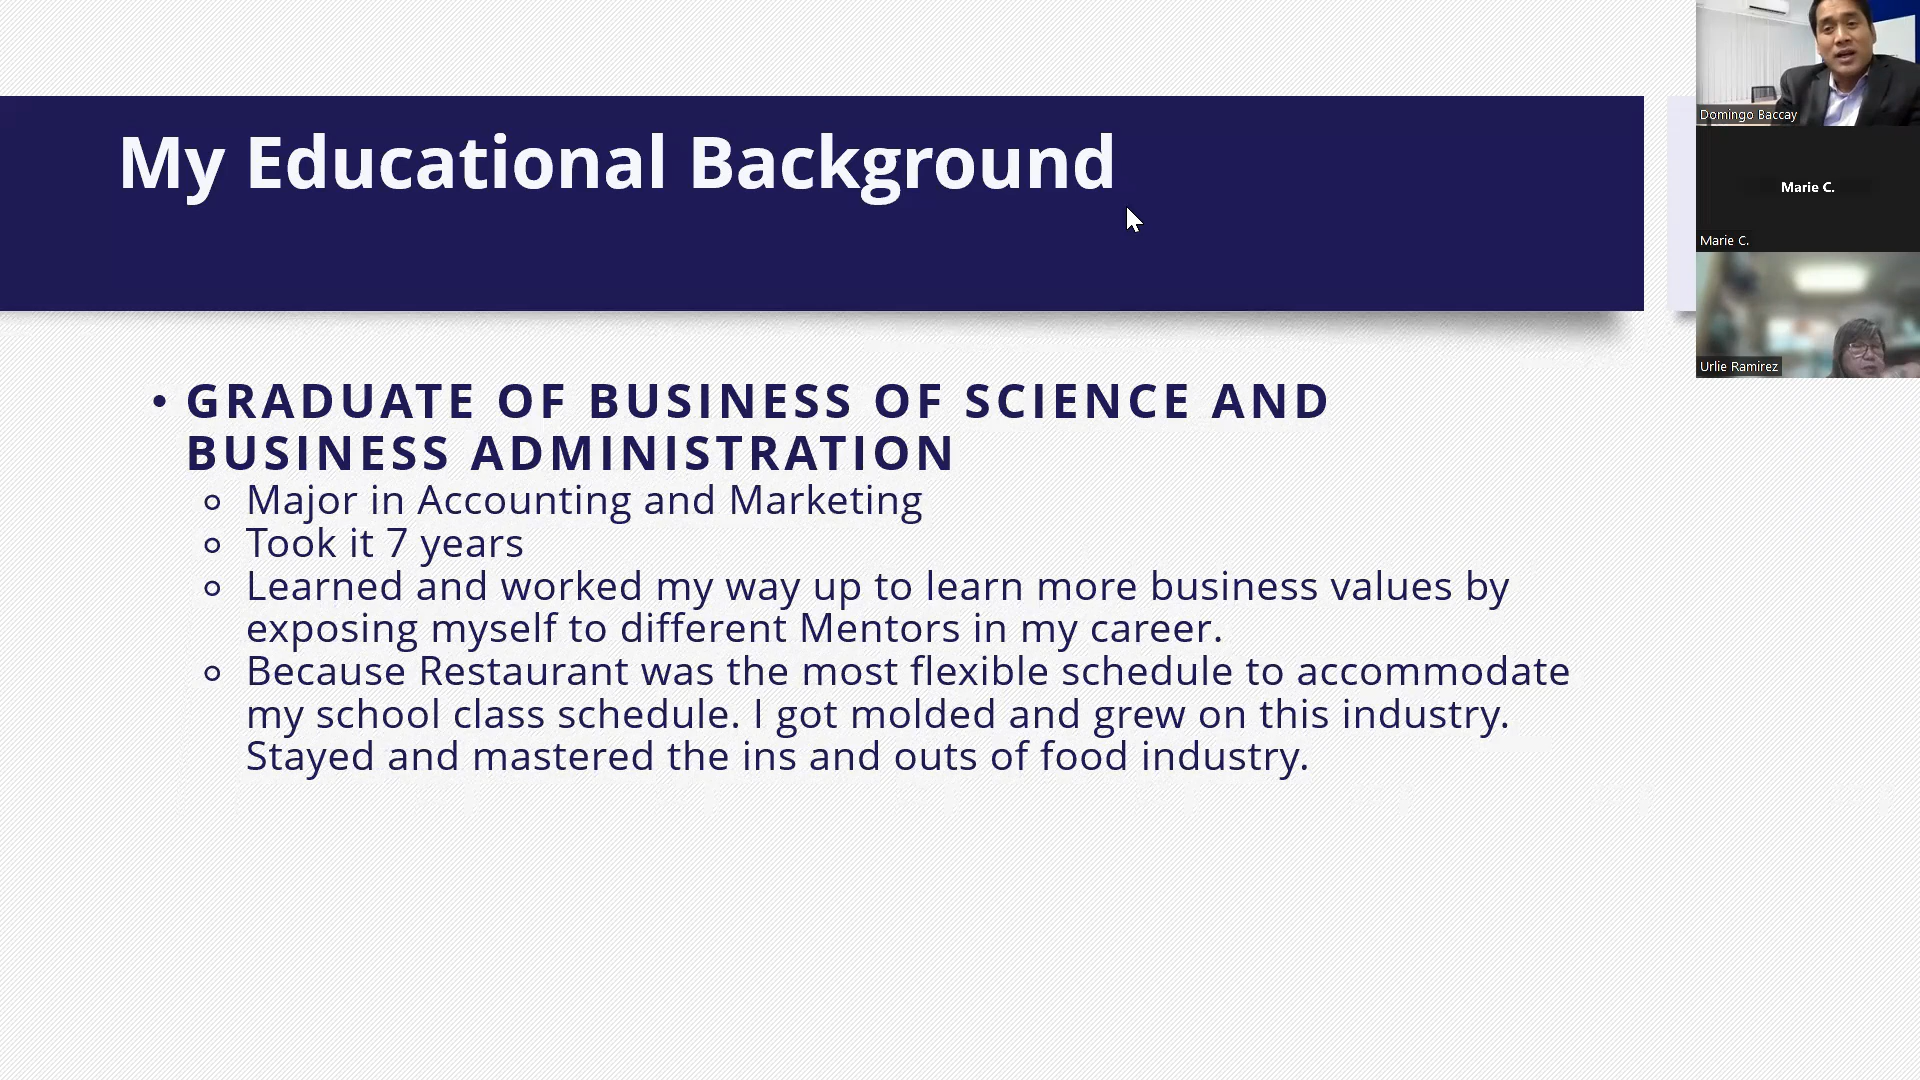 My Educational Background
• GRADUATE OF BUSINESS OF SCIENCE AND
BUSINESS ADMINISTRATION
Major in Accounting and Marketing
Took it 7 years
Learned and worked my way up to learn more business values by
exposing myself to different Mentors in my career.
Because Restaurant was the most flexible schedule to accommodate
my school class schedule. I got molded and grew on this industry.
Stayed and mastered the ins and outs of food industry.
Domingo Baccay
Marie C.
Marie C.
Urlie Ramirez